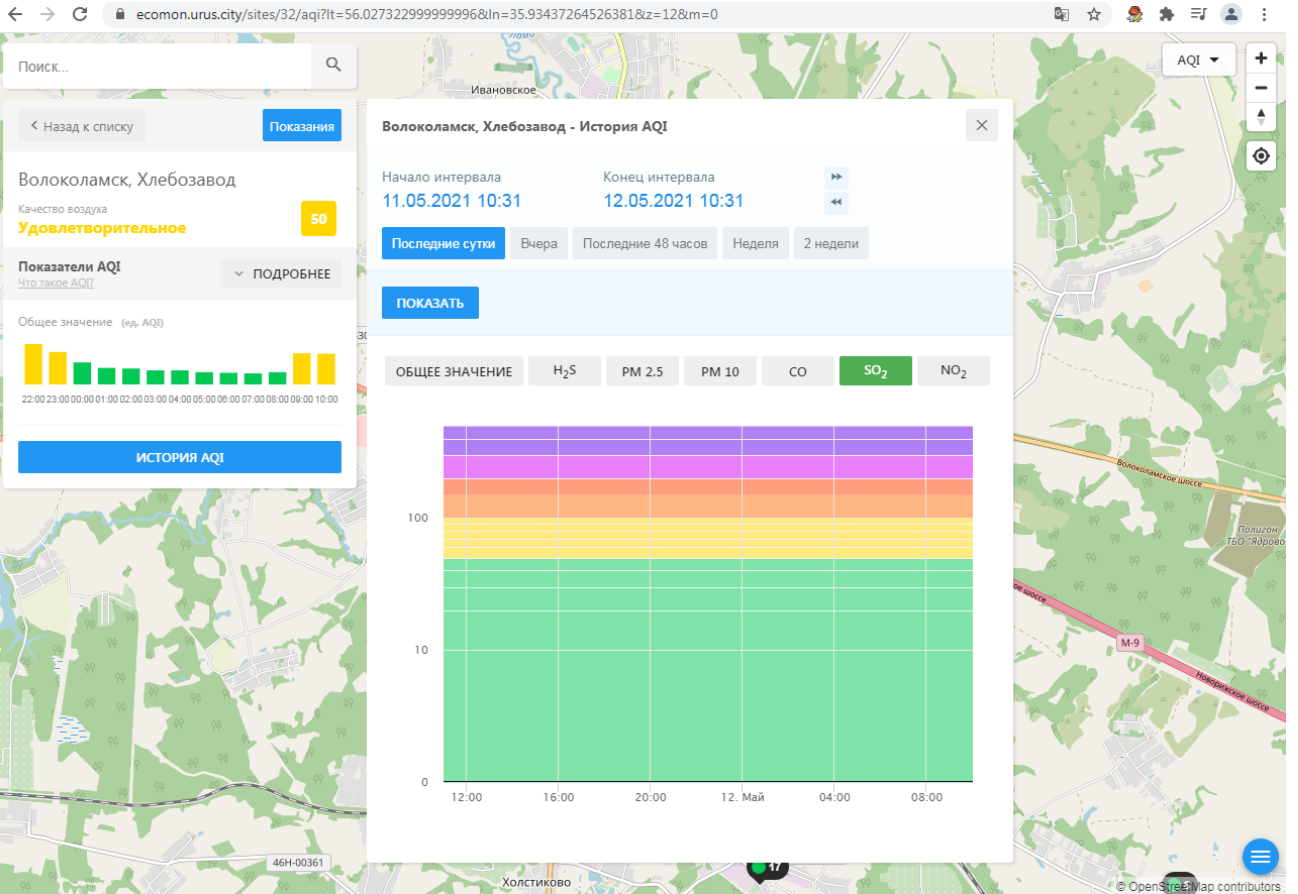 ecomon.urus.city/sites/32/aqi?lt=56.027322999999996&ln=35.93437264526381&z=12&m=0
Поиск...
Ивановское
AQI
Назад к списку
Показания
Волоколамск, Хлебозавод - История AQI
Волоколамск, Хлебозавод
Качество воздуха
Удовлетворительное
50
Начало интервала
Конец интервала
11.05.2021 10:31
12.05.2021 10:31
Последние сутки
Вчера
Последние 48 часов
Неделя
2 недели
Показатели AQI
Что такое AQI?
ПОДРОБНЕЕ
ПОКАЗАТЬ
Общее значение (ед. AQI)
22:00 23:00 00:00 01:00 02:00 03:00 04:00 05:00 06:00 07:00 08:00 09:00 10:00
ИСТОРИЯ AQI
ОБЩЕЕ ЗНАЧЕНИЕ
H₂S
PM 2.5
PM 10
CO
SO₂
NO₂
100
10
0
12:00
16:00
20:00
12. Май
04:00
08:00
Волоколамское шоссе
Полигон
ТБО "Ядрово
ое шоссе
М-9
Новорижское шоссе
46Н-00361
17
Холстиково
© OpenStreetMap contributors